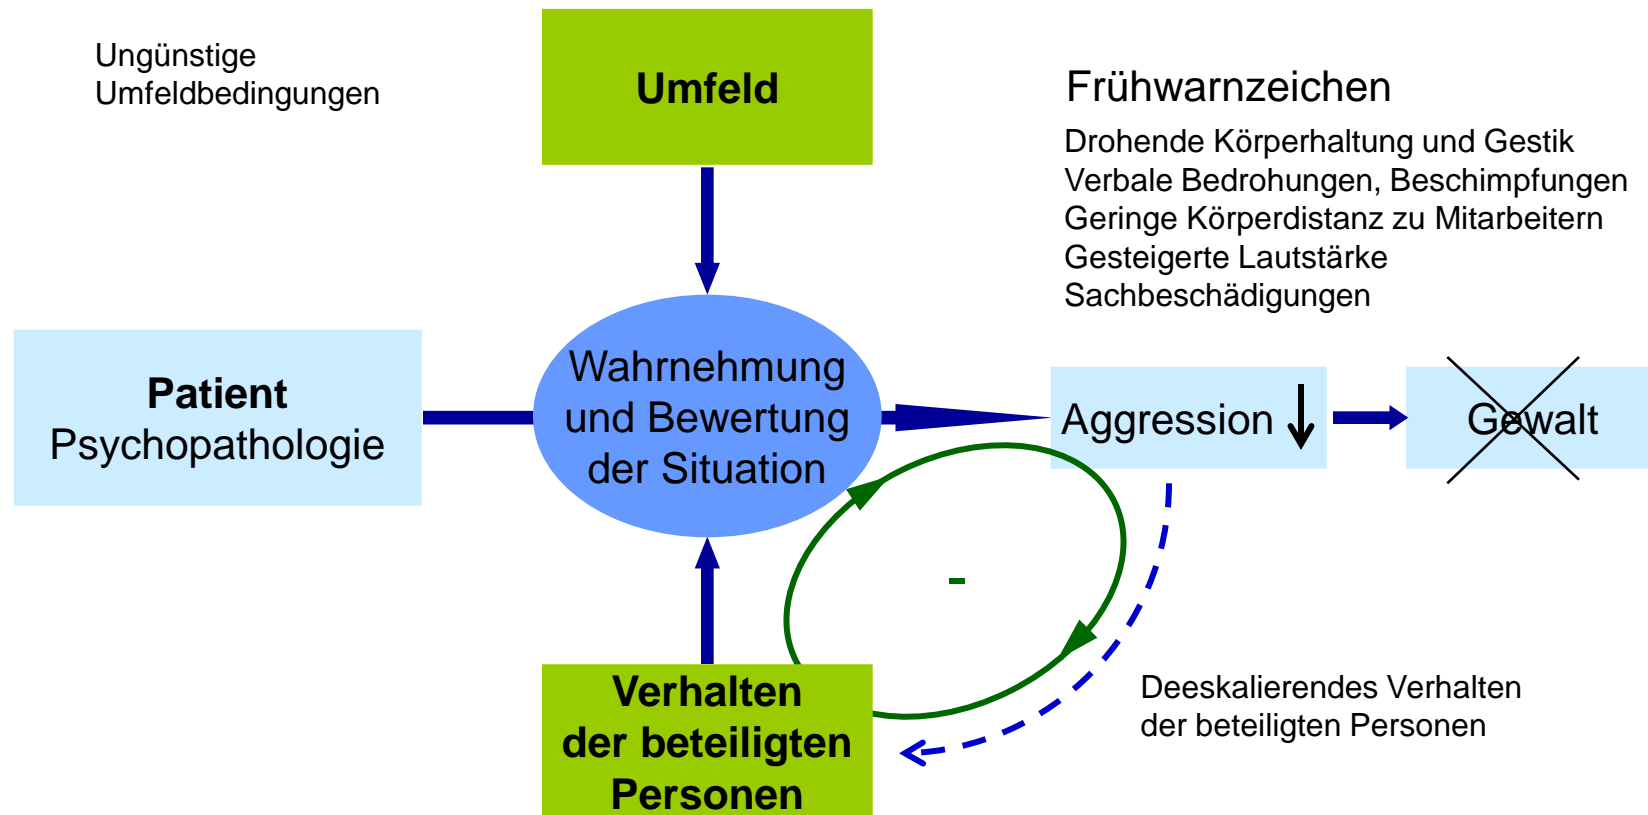 Ungünstige
Umfeldbedingungen
Umfeld
Frühwarnzeichen
Drohende Körperhaltung und Gestik
Verbale Bedrohungen, Beschimpfungen
Geringe Körperdistanz zu Mitarbeitern
Gesteigerte Lautstärke
Sachbeschädigungen
Patient
Psychopathologie
Wahrnehmung
und Bewertung
der Situation
Aggression
Gewalt
-
Verhalten
der beteiligten
Personen
Deeskalierendes Verhalten
der beteiligten Personen